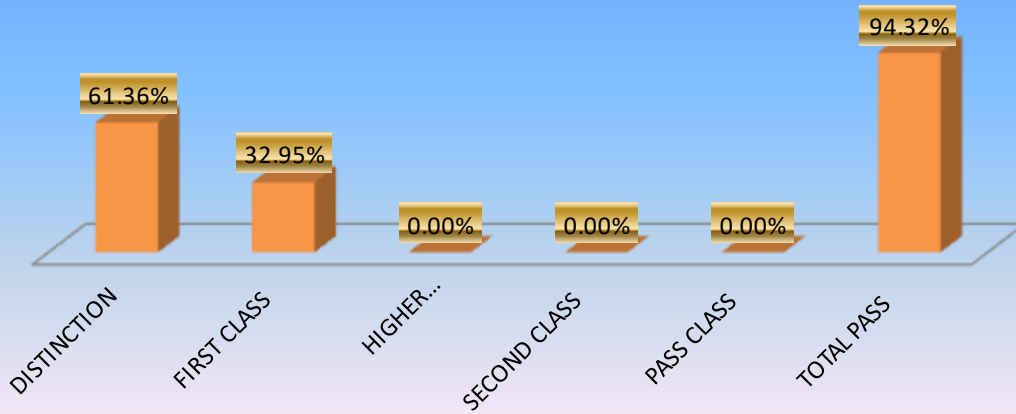 94.32%
61.36%
32.95%
0.00%
0.00%
0.00%
DISTINCTION
FIRST CLASS
HIGHER...
SECOND CLASS
PASS CLASS
TOTAL PASS